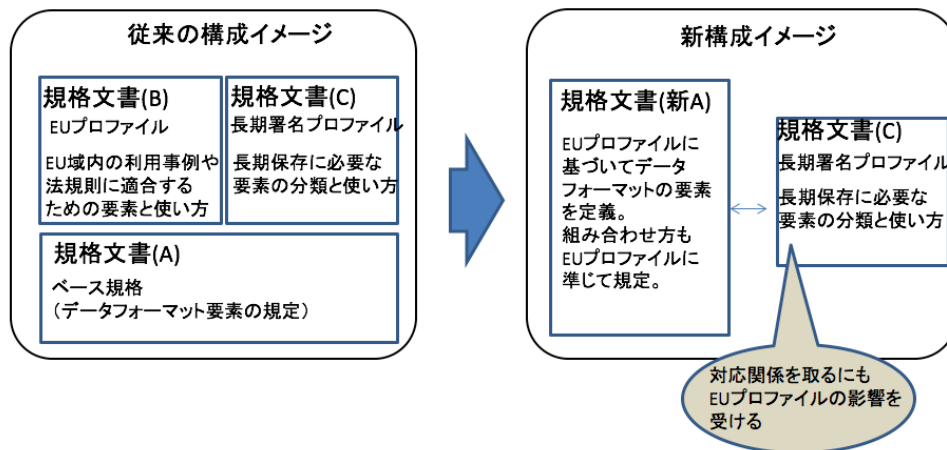 従来の構成イメージ
規格文書(B)
EUプロファイル
EU域内の利用事例や
法規則に適合する
ための要素と使い方
規格文書(C)
長期署名プロファイル
長期保存に必要な
要素の分類と使い方
規格文書(A)
ベース規格
（データフォーマット要素の規定）
新構成イメージ
規格文書(新A)
EUプロファイルに
基づいてデータ
フォーマットの要素
を定義。
組み合わせ方も
EUプロファイルに
準じて規定。
規格文書(C)
長期署名プロファイル
長期保存に必要な
要素の分類と使い方
対応関係を取るにも
EUプロファイルの影響を
受ける